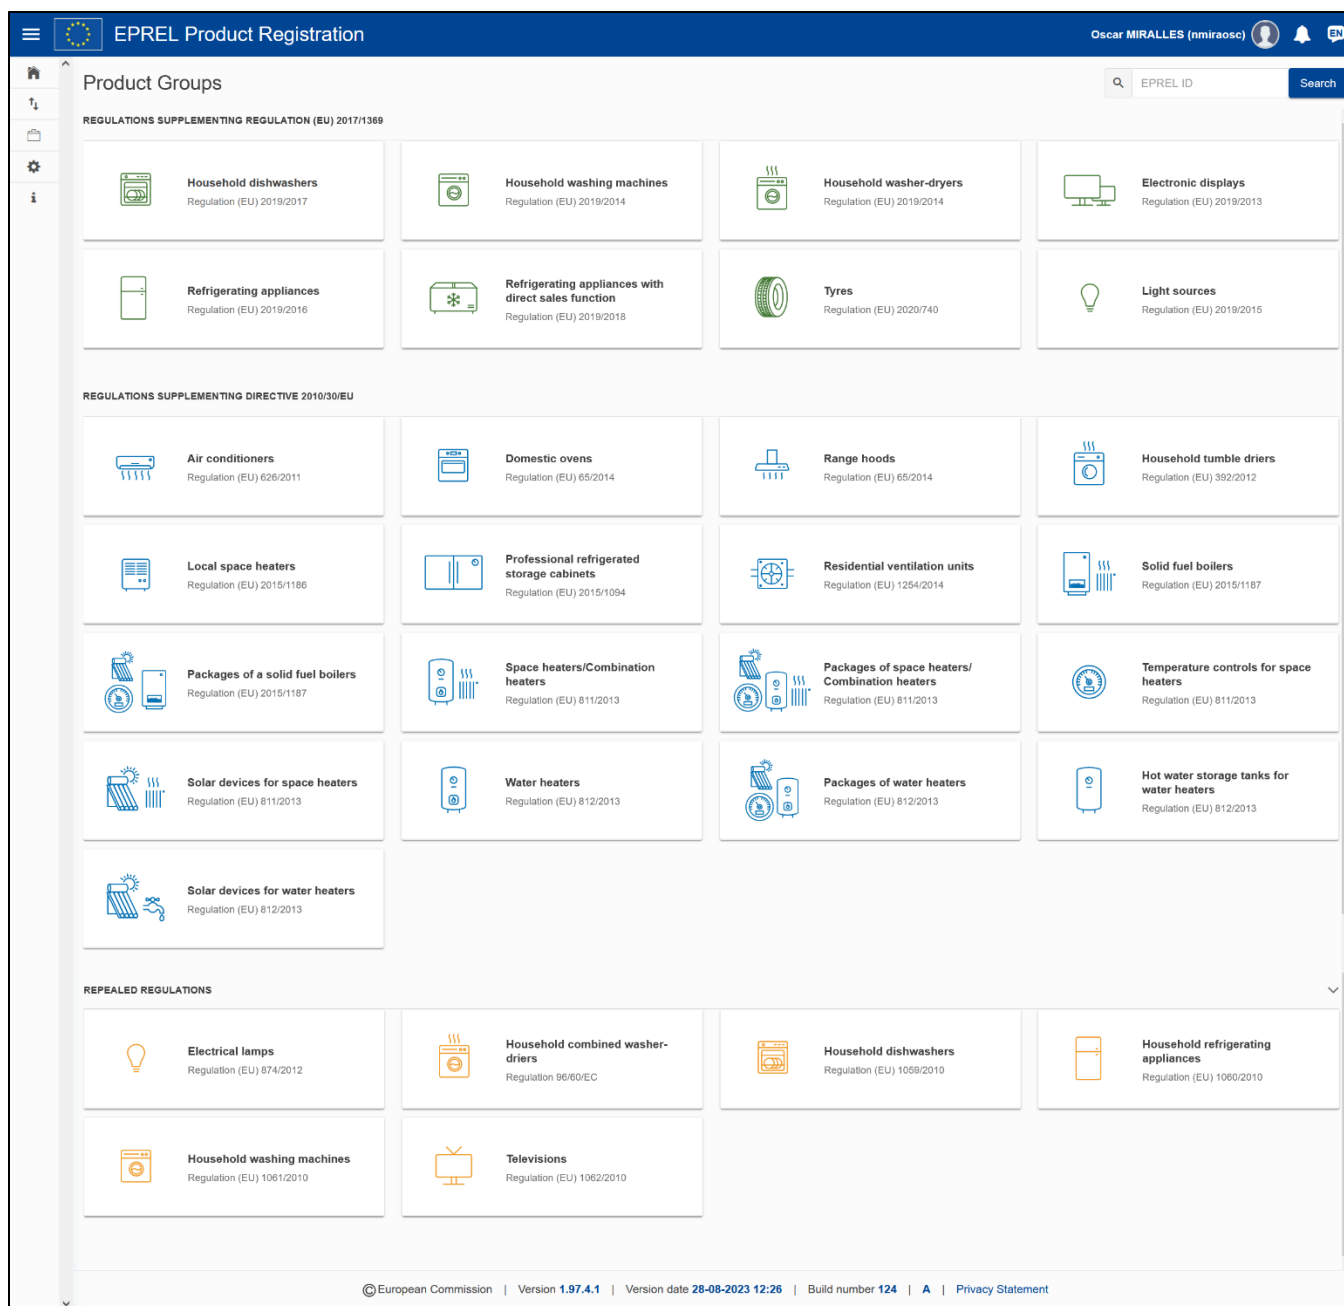 EPREL Product Registration
Oscar MIRALLES (nmiraosc)
EN
Product Groups
EPREL ID
Search
REGULATIONS SUPPLEMENTING REGULATION (EU) 2017/1369
Household dishwashers
Regulation (EU) 2019/2017
Household washing machines
Regulation (EU) 2019/2014
Household washer-dryers
Regulation (EU) 2019/2014
Electronic displays
Regulation (EU) 2019/2013
Refrigerating appliances
Regulation (EU) 2019/2016
Refrigerating appliances with
direct sales function
Regulation (EU) 2019/2018
Tyres
Regulation (EU) 2020/740
Light sources
Regulation (EU) 2019/2015
REGULATIONS SUPPLEMENTING DIRECTIVE 2010/30/EU
Air conditioners
Regulation (EU) 626/2011
Domestic ovens
Regulation (EU) 65/2014
Range hoods
Regulation (EU) 65/2014
Household tumble driers
Regulation (EU) 392/2012
Local space heaters
Regulation (EU) 2015/1186
Professional refrigerated
storage cabinets
Regulation (EU) 2015/1094
Residential ventilation units
Regulation (EU) 1254/2014
Solid fuel boilers
Regulation (EU) 2015/1187
Packages of a solid fuel boilers
Regulation (EU) 2015/1187
Space heaters/Combination
heaters
Regulation (EU) 811/2013
Packages of space heaters/
Combination heaters
Regulation (EU) 811/2013
Temperature controls for space
heaters
Regulation (EU) 811/2013
Solar devices for space heaters
Regulation (EU) 811/2013
Water heaters
Regulation (EU) 812/2013
Packages of water heaters
Regulation (EU) 812/2013
Hot water storage tanks for
water heaters
Regulation (EU) 812/2013
Solar devices for water heaters
Regulation (EU) 812/2013
REPEALED REGULATIONS
Electrical lamps
Regulation (EU) 874/2012
Household combined washer-
driers
Regulation 96/60/EC
Household dishwashers
Regulation (EU) 1059/2010
Household refrigerating
appliances
Regulation (EU) 1060/2010
Household washing machines
Regulation (EU) 1061/2010
Televisions
Regulation (EU) 1062/2010
© European Commission | Version 1.97.4.1 | Version date 28-08-2023 12:26 | Build number 124 | A | Privacy Statement